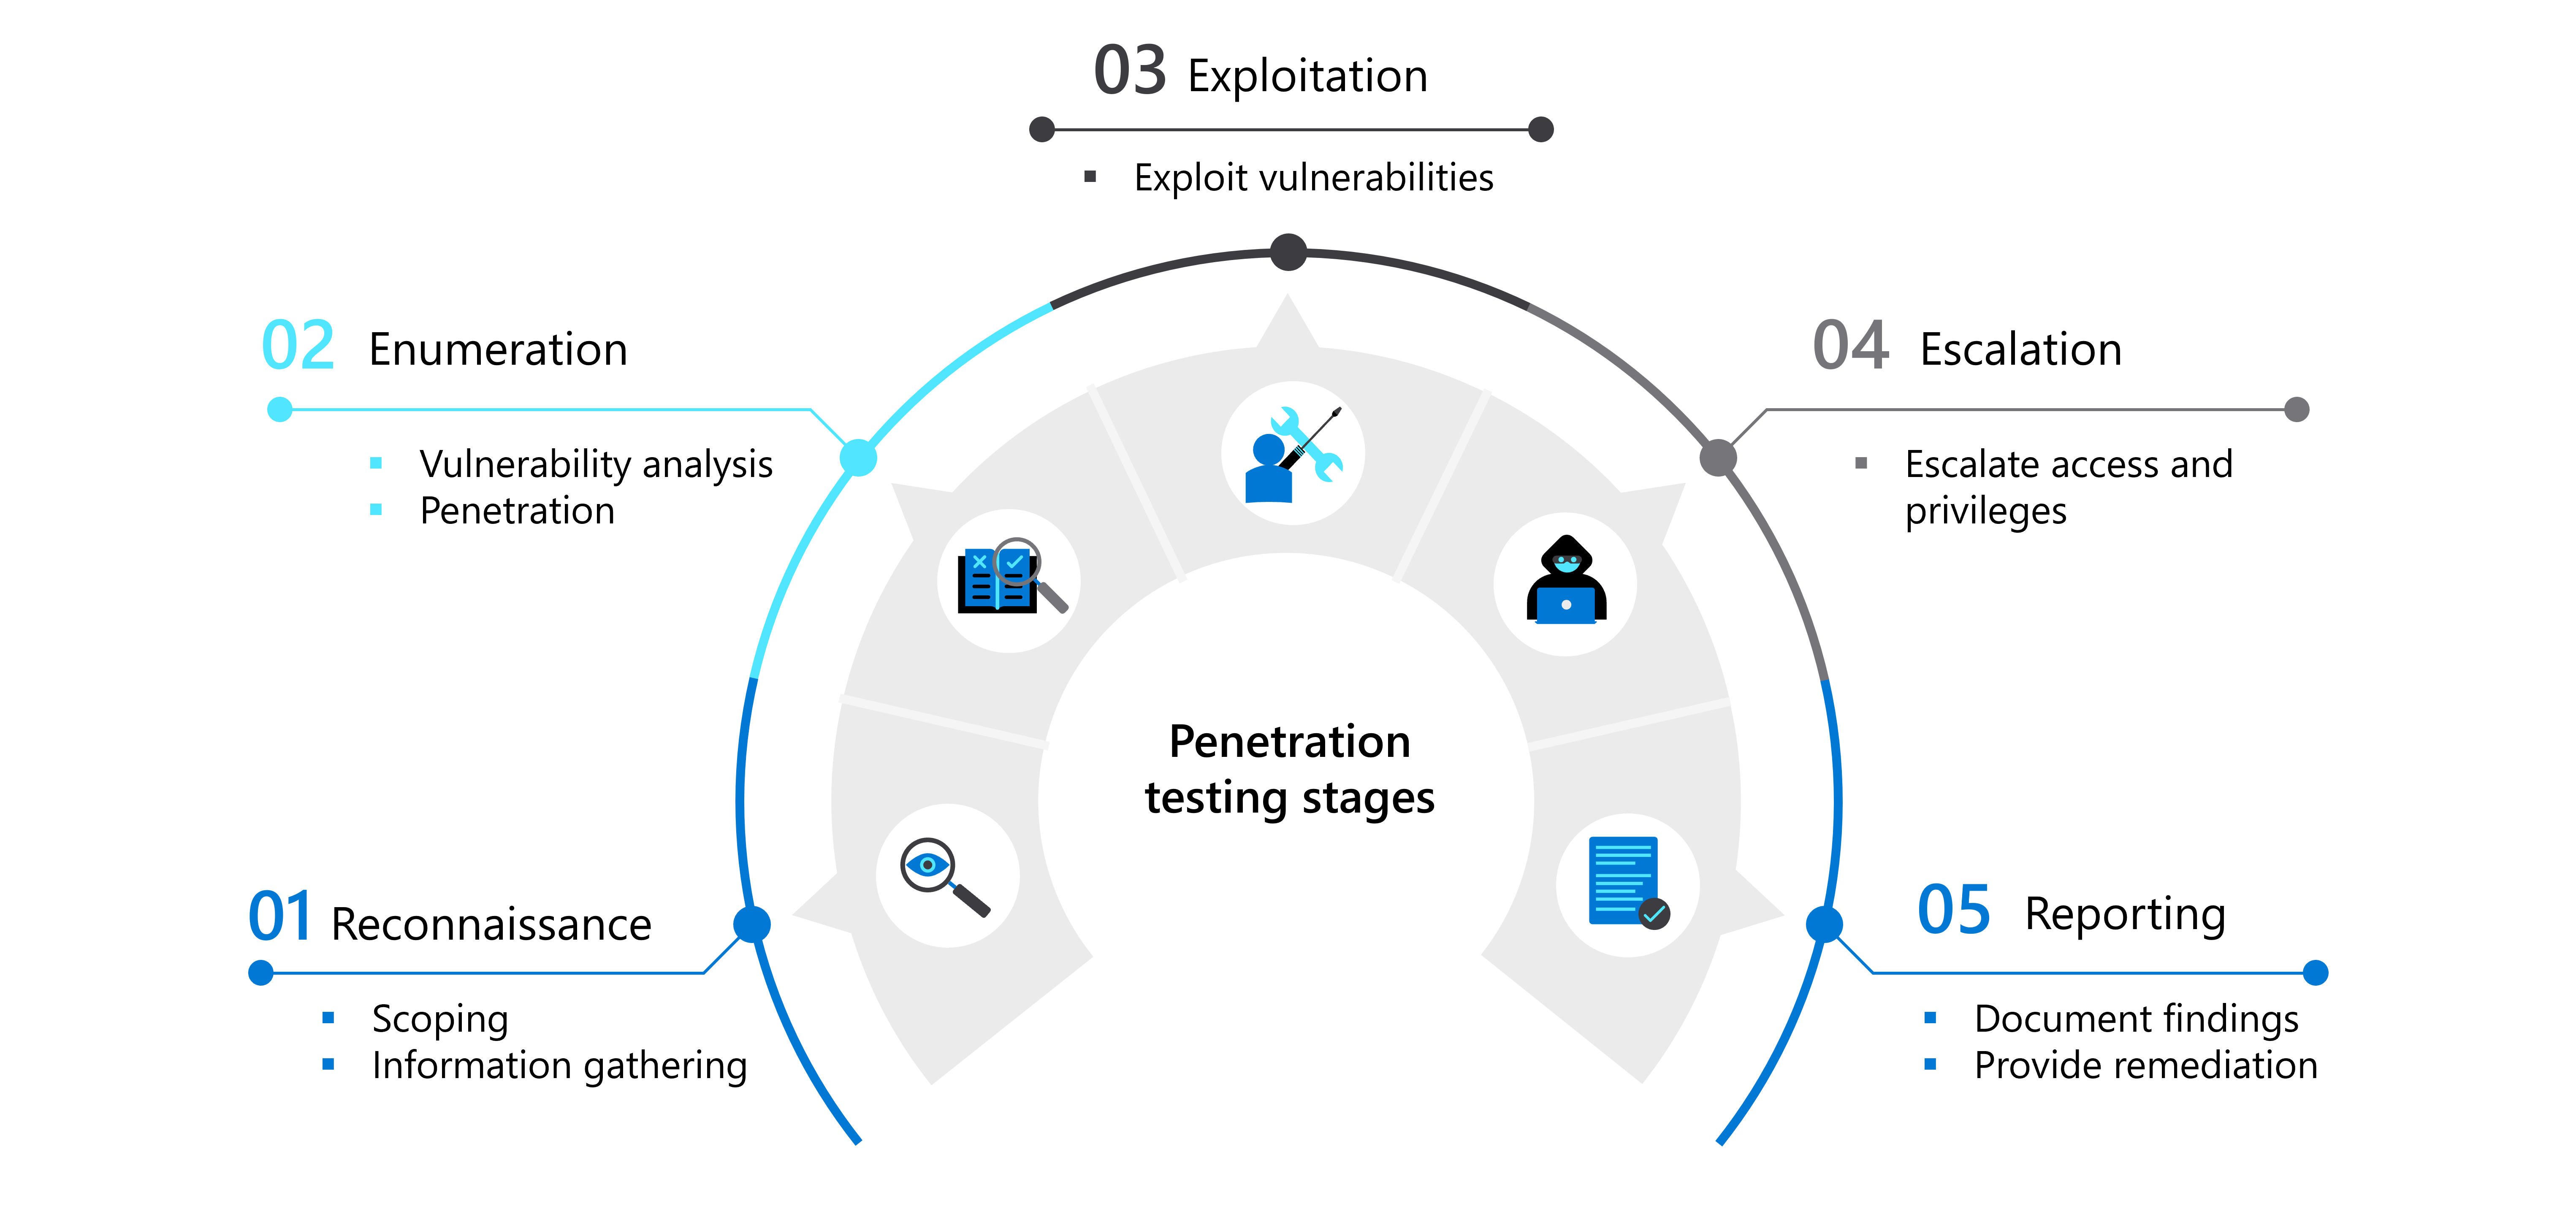 03 Exploitation
▪ Exploit vulnerabilities
02 Enumeration
▪ Vulnerability analysis
▪ Penetration
04 Escalation
▪ Escalate access and
privileges
Penetration
testing stages
01 Reconnaissance
▪ Scoping
▪ Information gathering
05 Reporting
▪ Document findings
▪ Provide remediation